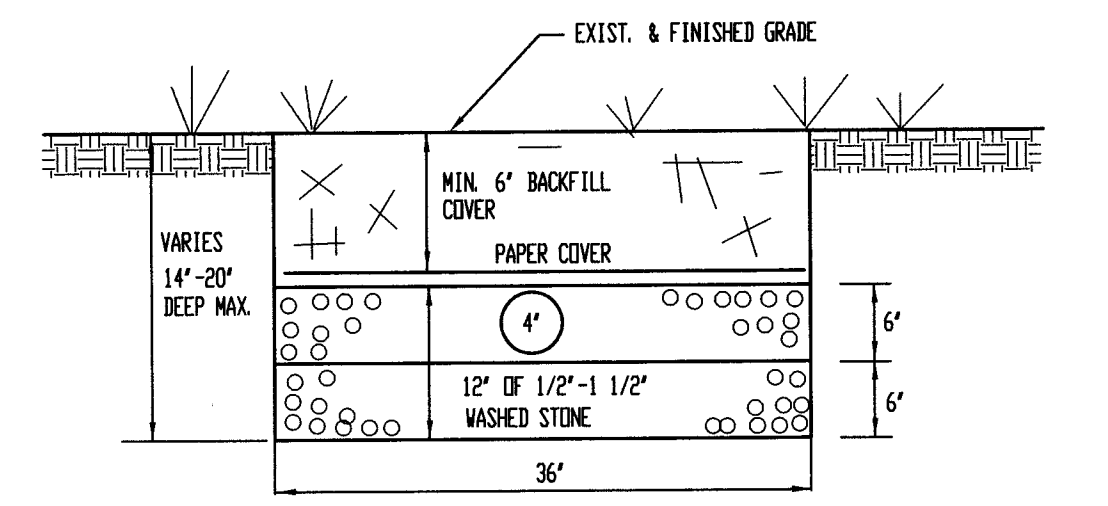 EXIST. & FINISHED GRADE
MIN. 6" BACKFILL
COVER
PAPER COVER
VARIES
14"-20"
DEEP MAX.
4"
6"
12" OF 1/2"-1 1/2"
WASHED STONE
6"
36"